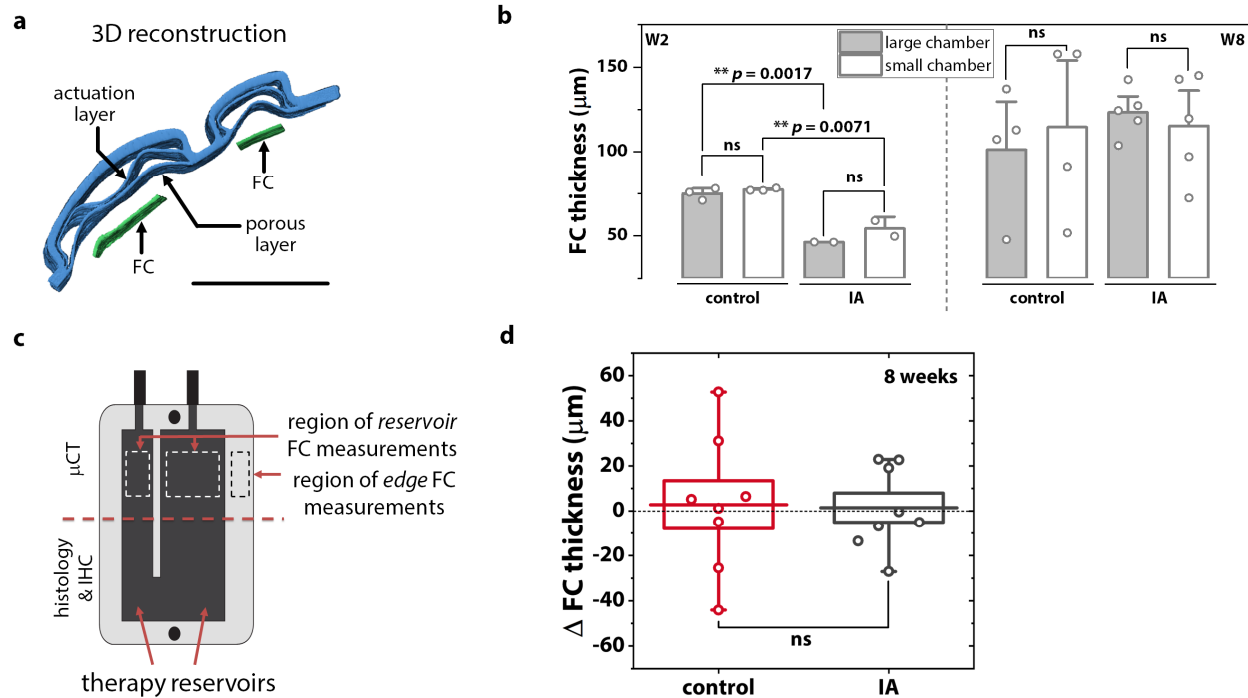 a
3D reconstruction
actuation
layer
FC
porous
layer
FC
b
W2
W8
large chamber
small chamber
FC thickness (μm)
150
100
50
** p = 0.0017
** p = 0.0071
ns
ns
ns
ns
control
IA
control
IA
c
μCT
histology
& IHC
region of reservoir
FC measurements
region of edge FC
measurements
therapy reservoirs
d
8 weeks
Δ FC thickness (μm)
60
40
20
0
-20
-40
-60
ns
control
IA